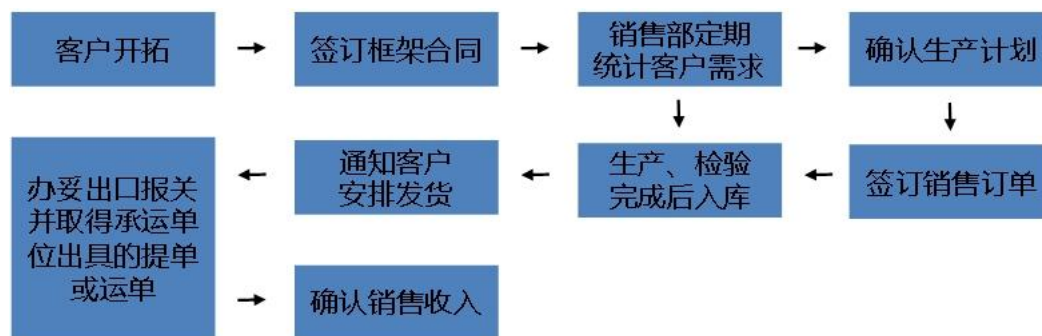 客户开拓
签订框架合同
销售部定期
统计客户需求
确认生产计划
签订销售订单
生产、检验
完成后入库
通知客户
安排发货
办妥出口报关
并取得承运单
位出具的提单
或运单
确认销售收入